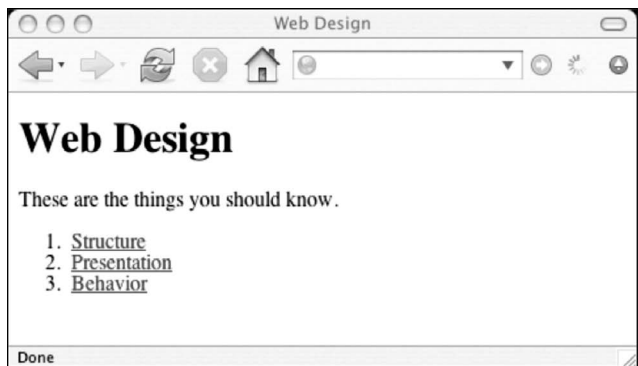 Web Design
Web Design
These are the things you should know.
1. Structure
2. Presentation
3. Behavior
Done